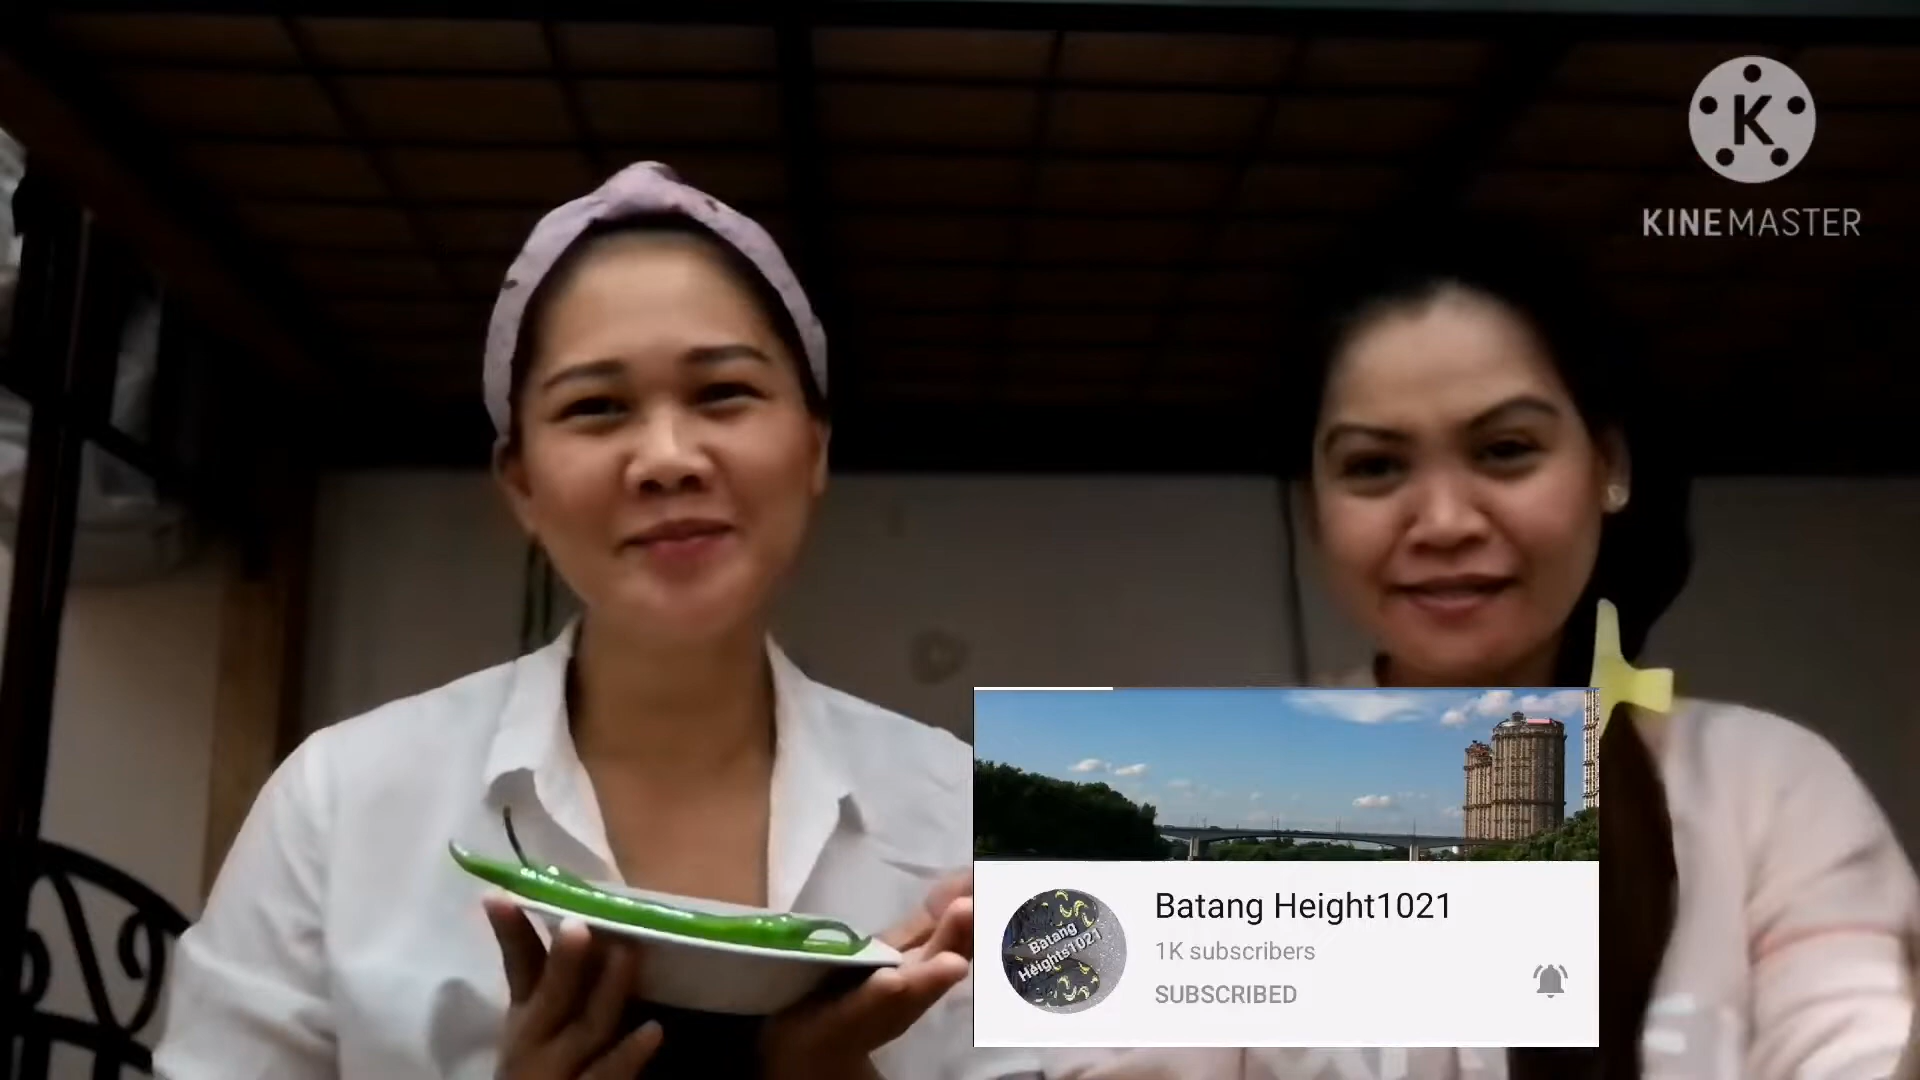 K
KINEMASTER
Batang Height1021
1K subscribers
SUBSCRIBED
Batang
Heights1021